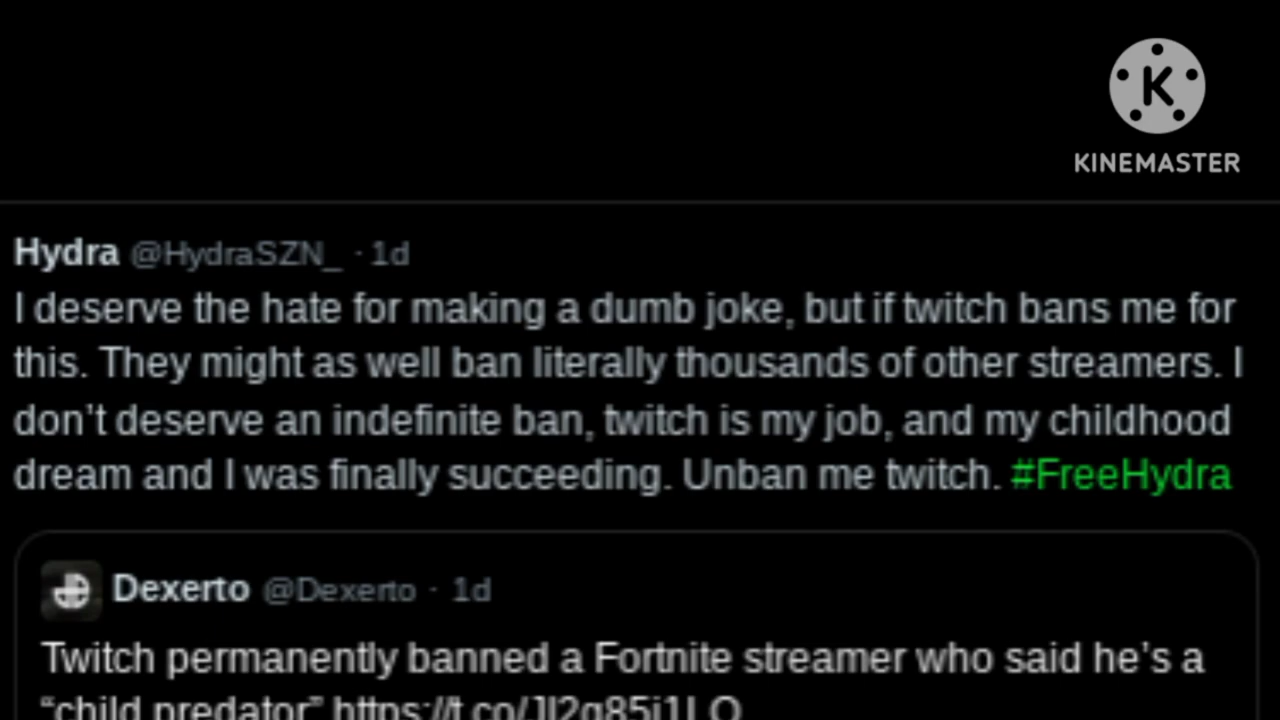 K
KINEMASTER
Hydra @HydraSZN_ · 1d
I deserve the hate for making a dumb joke, but if twitch bans me for
this. They might as well ban literally thousands of other streamers. I
don’t deserve an indefinite ban, twitch is my job, and my childhood
dream and I was finally succeeding. Unban me twitch. #FreeHydra
Dexerto @Dexerto · 1d
Twitch permanently banned a Fortnite streamer who said he’s a
“child predator”